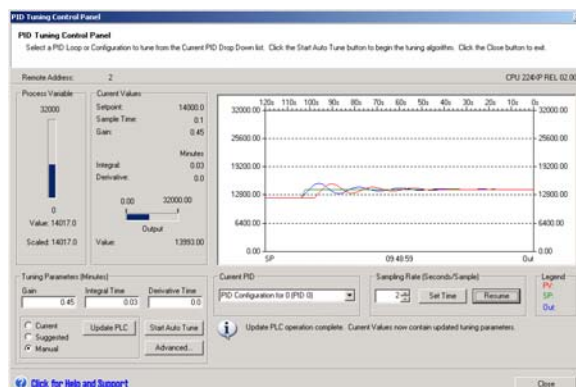 PID Tuning Control Panel
PID Tuning Control Panel
Select a PID Loop or Configuration to tune from the Current PID Drop Down list. Click the Start Auto Tune button to begin the tuning algorithm. Click the Close button to exit.
Remote Address: 2 CPU 224XP REL 02.00
Process Variable
32000
0
Value: 14017.0
Scaled: 14017.0
Current Values
Setpoint: 14000.0
Sample Time: 0.1
Gain: 0.45
Minutes
Integral: 0.03
Derivative: 0.0
0.00 32000.00
Output
Value: 13993.00
120s 110s 100s 90s 80s 70s 60s 50s 40s 30s 20s 10s 0s
32000.00 32000.00
25600.00 25600.00
19200.00 19200.00
12800.00 12800.00
6400.00 6400.00
0.00 0.00
SP 09:48:59 Out
Tuning Parameters (Minutes)
Gain Integral Time Derivative Time
0.45 0.03 0.0
Current
Suggested
Manual
Update PLC
Start Auto Tune
Advanced...
Current PID
PID Configuration for 0 (PID 0)
Sampling Rate (Seconds/Sample)
2 Set Time Resume
Legend
PV:
SP:
Out:
Update PLC operation complete. Current Values now contain updated tuning parameters.
Click for Help and Support
Close